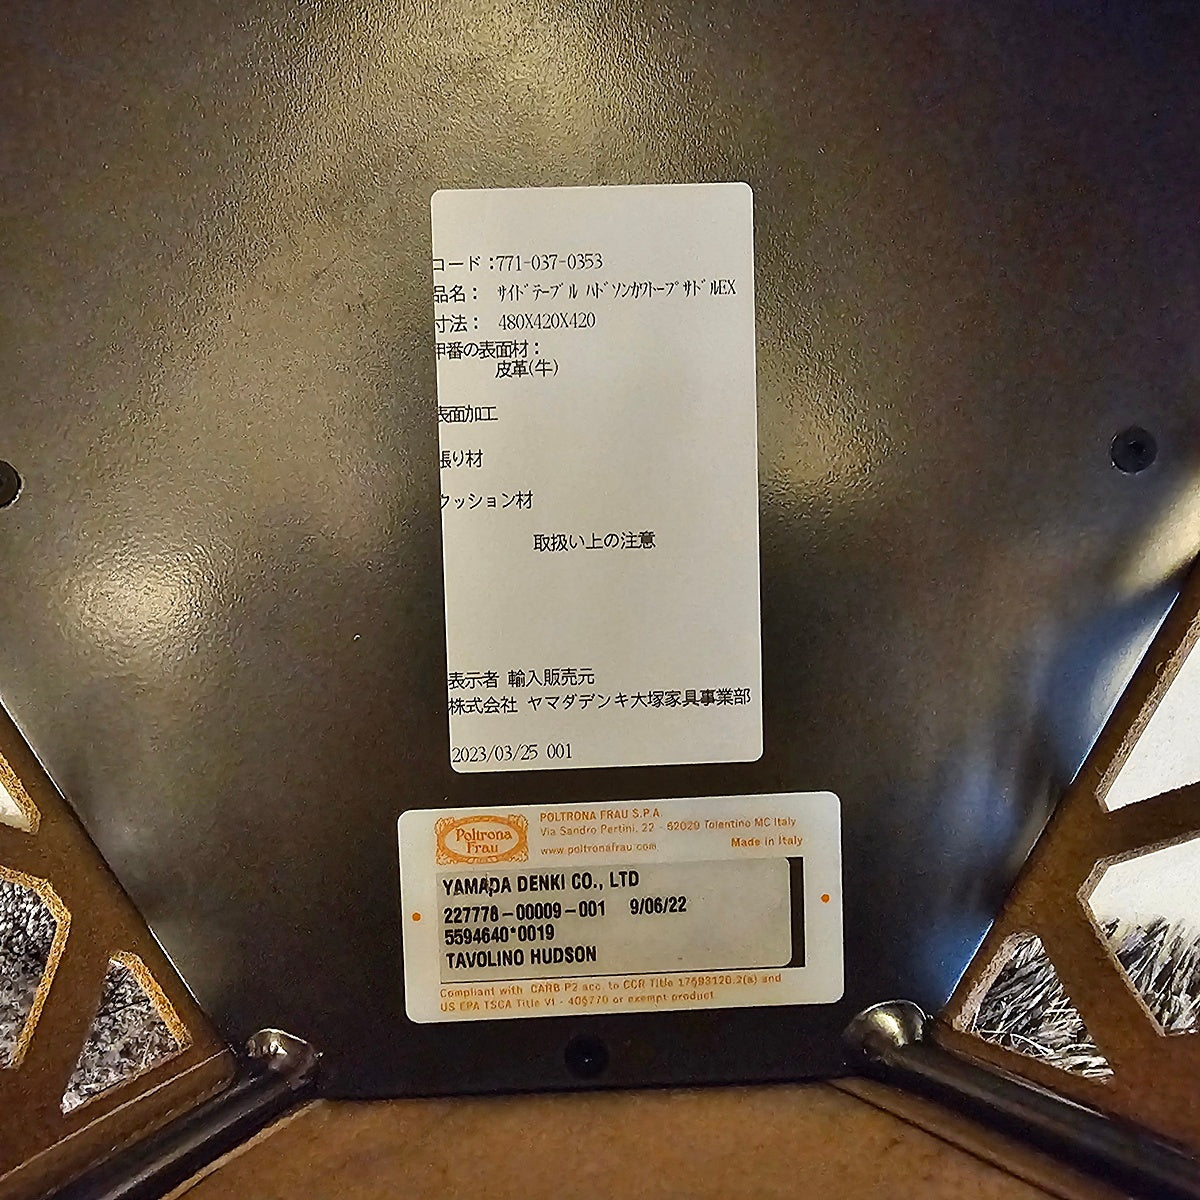 コード:771-037-0353
品名: ｻｲﾄﾞﾃｰﾌﾞﾙ ﾊﾄﾞｿﾝｶﾜﾄｰﾌﾟｻﾄﾞﾙEX
寸法: 480X420X420
甲番の表面材:
皮革(牛)
表面加工
張り材
クッション材
取扱い上の注意
表示者 輸入販売元
株式会社 ヤマダデンキ大塚家具事業部
2023/03/25 001
Poltrona
Frau
POLTRONA FRAU S.P.A.
Via Sandro Pertini, 22 - 62029 Tolentino MC Italy
www.poltronafrau.com Made in Italy
YAMADA DENKI CO., LTD
227778-00009-001 9/06/22
5594640*0019
TAVOLINO HUDSON
Compliant with CARB P2 acc. to CCR Title 17§93120.2(a) and
US EPA TSCA Title VI - 40§770 or exempt product